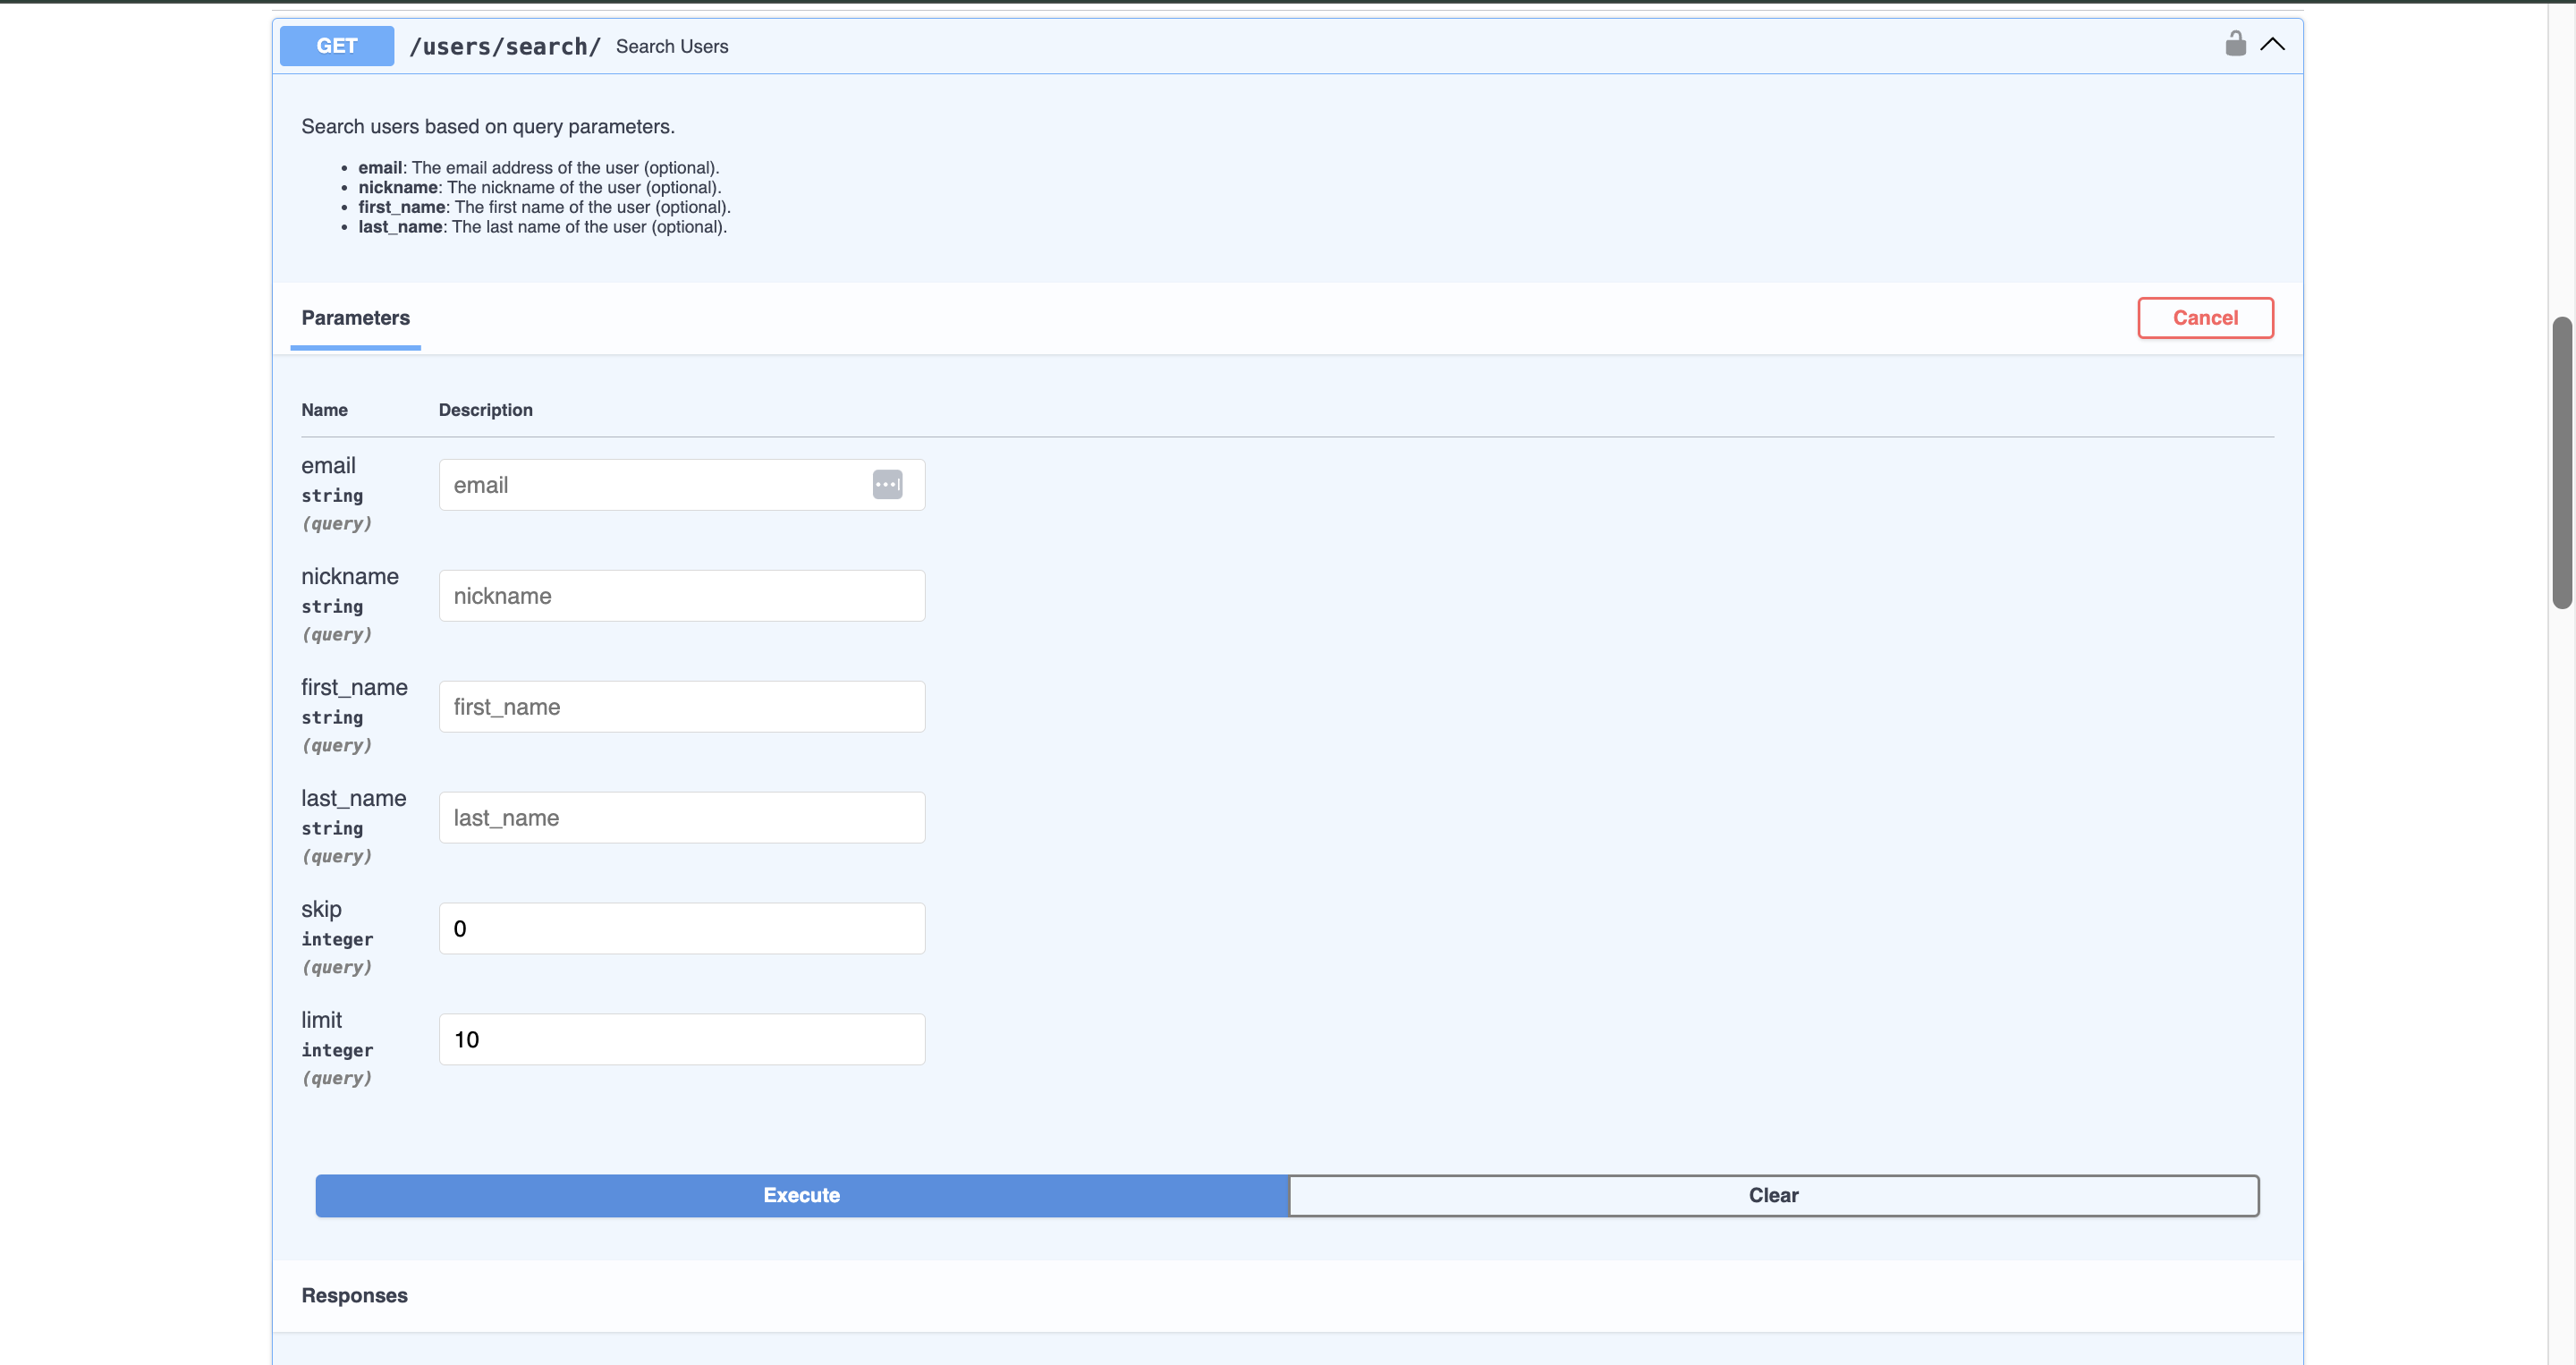 GET /users/search/ Search Users
Search users based on query parameters.
• email: The email address of the user (optional).
• nickname: The nickname of the user (optional).
• first_name: The first name of the user (optional).
• last_name: The last name of the user (optional).
Parameters
Cancel
Name Description
email
string
(query)
email
nickname
string
(query)
nickname
first_name
string
(query)
first_name
last_name
string
(query)
last_name
skip
integer
(query)
0
limit
integer
(query)
10
Execute
Clear
Responses